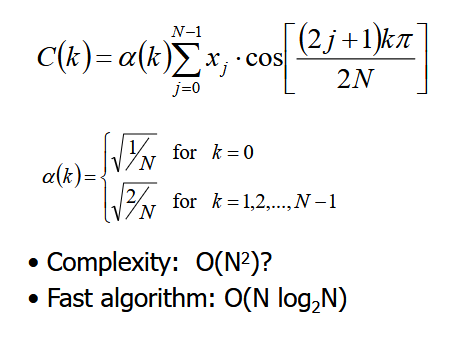 C(k)=α(k)∑_{j=0}^{N−1} x_j · cos[(2j+1)kπ / 2N]
α(k)={√(1/N) for k=0
√(2/N) for k=1,2,...,N−1
• Complexity: O(N²)?
• Fast algorithm: O(N log₂N)